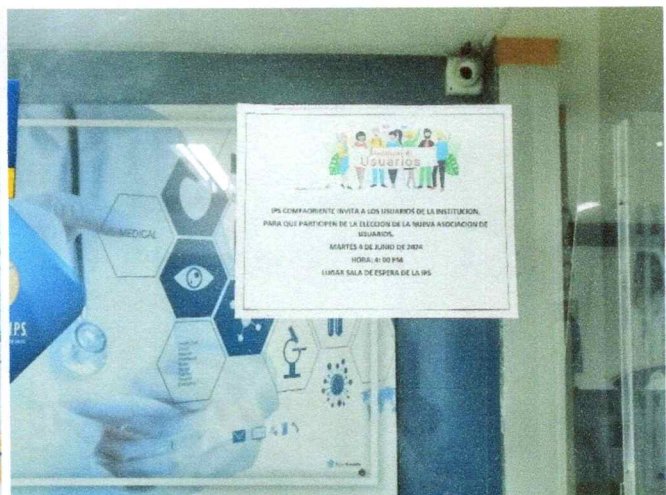 Asociación de
Usuarios
IPS COMFAORIENTE INVITA A LOS USUARIOS DE LA INSTITUCION,
PARA QUE PARTICIPEN DE LA ELECCION DE LA NUEVA ASOCIACION DE
USUARIOS.
MARTES 4 DE JUNIO DE 2024
HORA: 4: 00 PM
LUGAR SALA DE ESPERA DE LA IPS
MEDICAL
I.P.S.